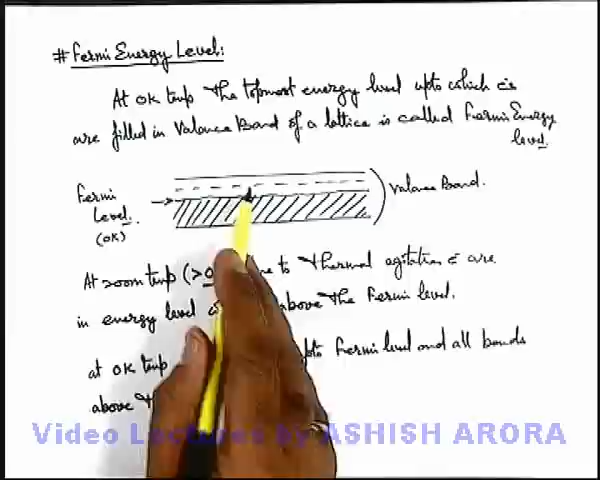 # Fermi Energy Level:
At 0K temp the topmost energy level upto which e⁻s
are filled in Valance Band of a lattice is called Fermi Energy
level.
Fermi
Level.
(0K)
Valance Band.
At room temp (>0 to thermal agitation e⁻ are
in energy level above the Fermi level.
at 0K temp Fermi level and all bands
above
Video Lectures by ASHISH ARORA